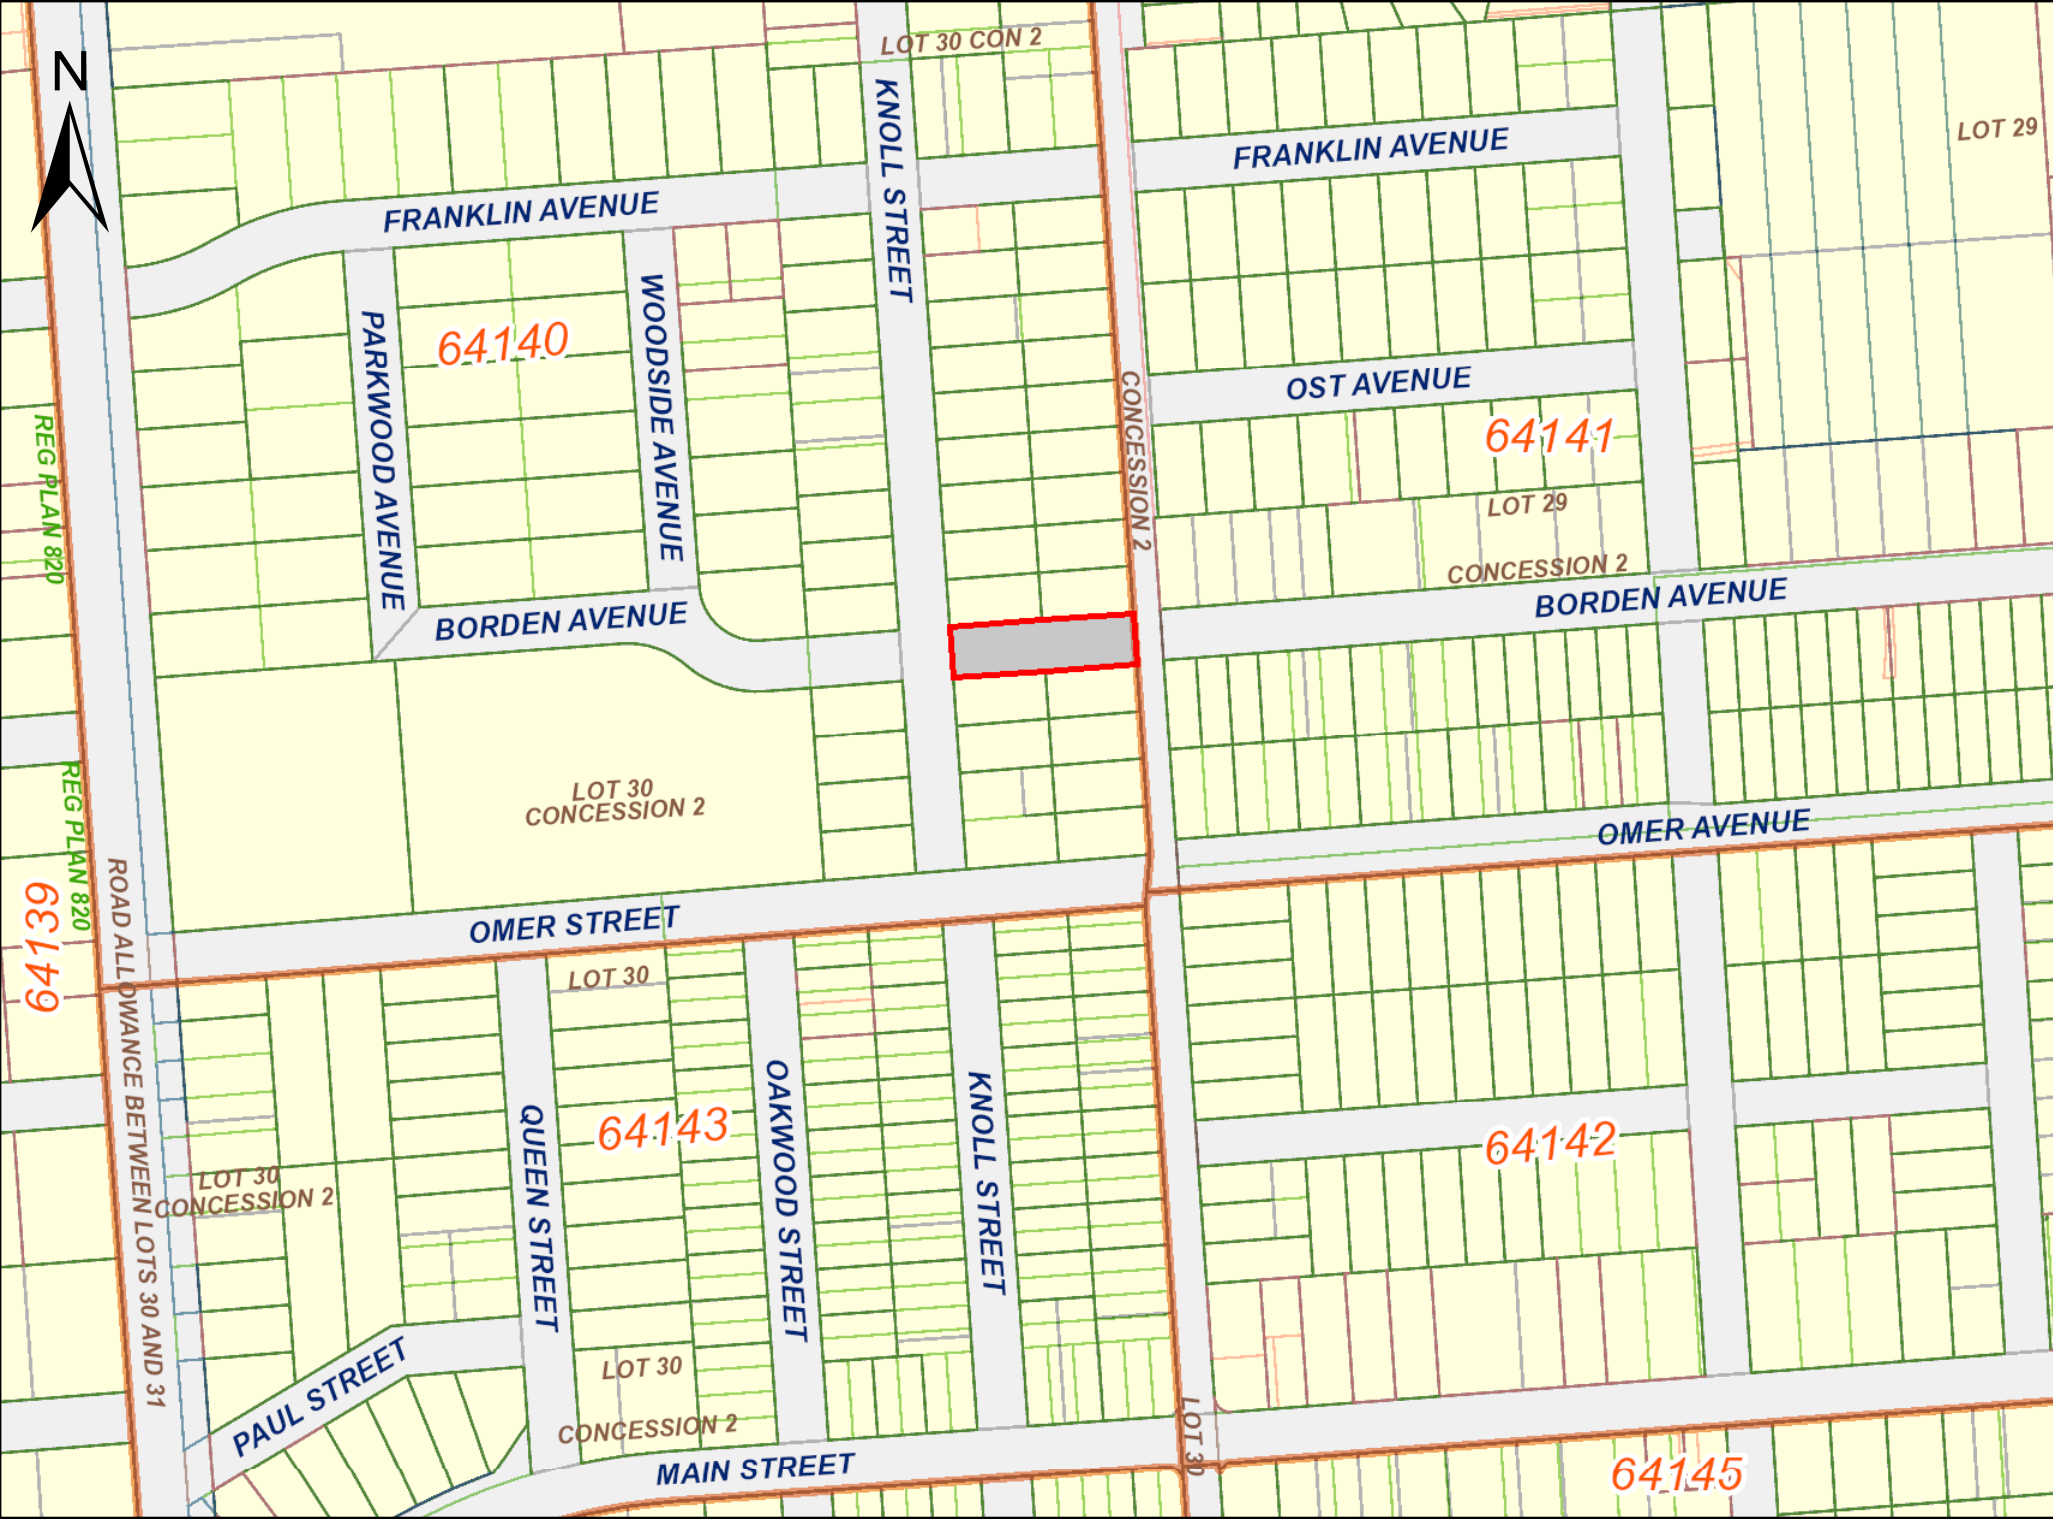 N
LOT 30 CON 2
KNOLL STREET
FRANKLIN AVENUE
LOT 29
FRANKLIN AVENUE
PARKWOOD AVENUE
64140
WOODSIDE AVENUE
CONCESSION 2
OST AVENUE
64141
REG PLAN 820
LOT 29
CONCESSION 2
BORDEN AVENUE
BORDEN AVENUE
LOT 30
CONCESSION 2
REG PLAN 820
OMER AVENUE
64139
ROAD ALLOWANCE BETWEEN LOTS 30 AND 31
OMER STREET
LOT 30
QUEEN STREET
64143
OAKWOOD STREET
KNOLL STREET
64142
LOT 30
CONCESSION 2
PAUL STREET
LOT 30
CONCESSION 2
LOT 30
MAIN STREET
64145